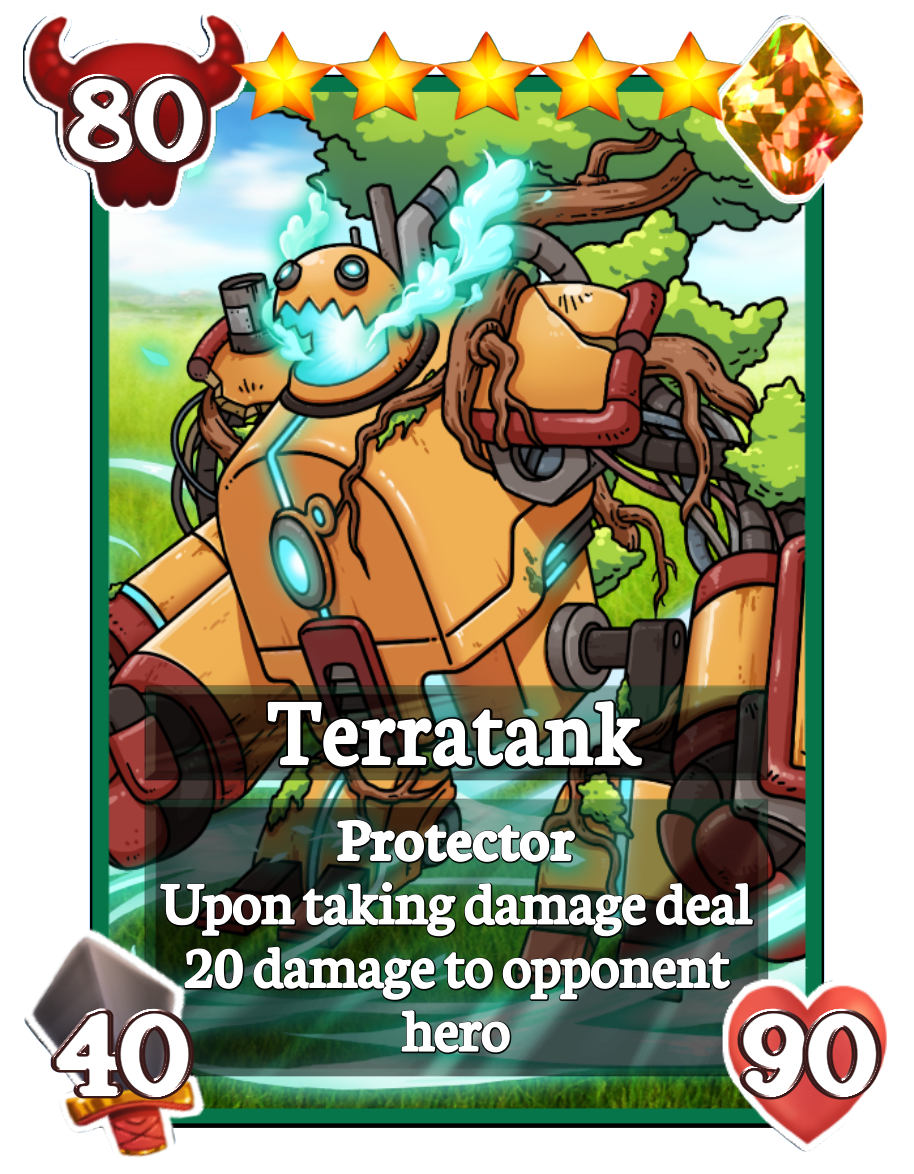 80
Terratank
Protector
Upon taking damage deal
20 damage to opponent
hero
40
90